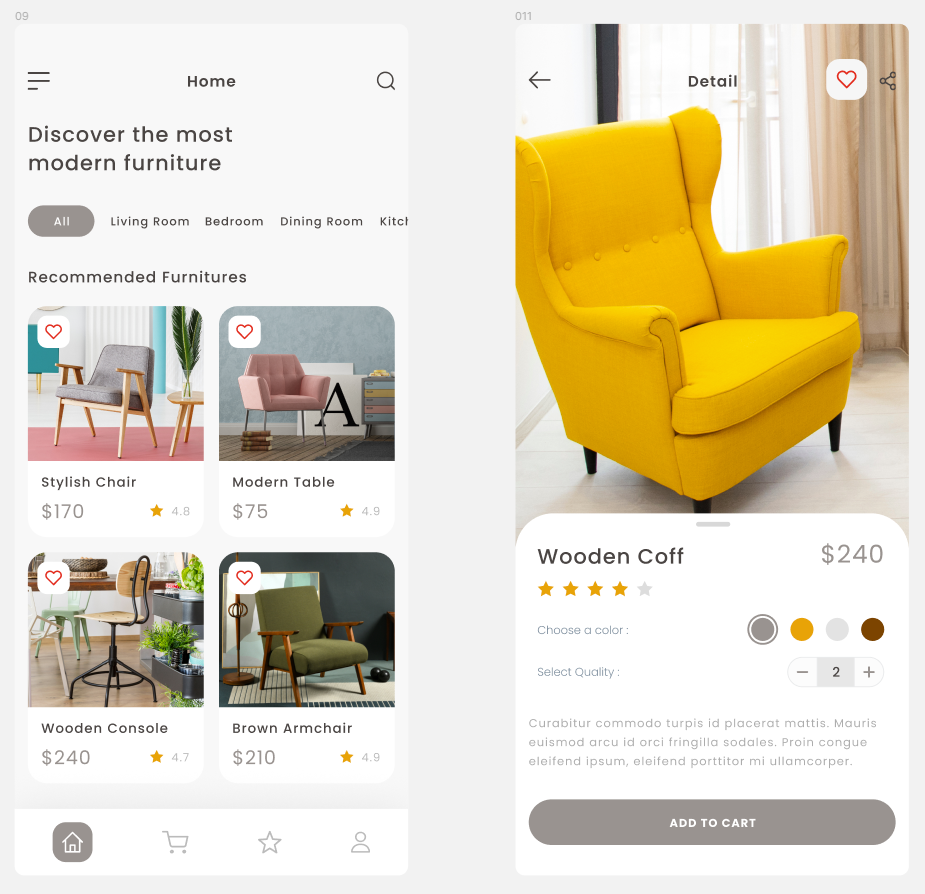 09
Home
Discover the most
modern furniture
All Living Room Bedroom Dining Room Kitch
Recommended Furnitures
A
Stylish Chair
$170 4.8
Modern Table
$75 4.9
Wooden Console
$240 4.7
Brown Armchair
$210 4.9
011
Detail
Wooden Coff
$240
Choose a color :
Select Quality :
2
Curabitur commodo turpis id placerat mattis. Mauris
euismod arcu id orci fringilla sodales. Proin congue
eleifend ipsum, eleifend porttitor mi ullamcorper.
ADD TO CART